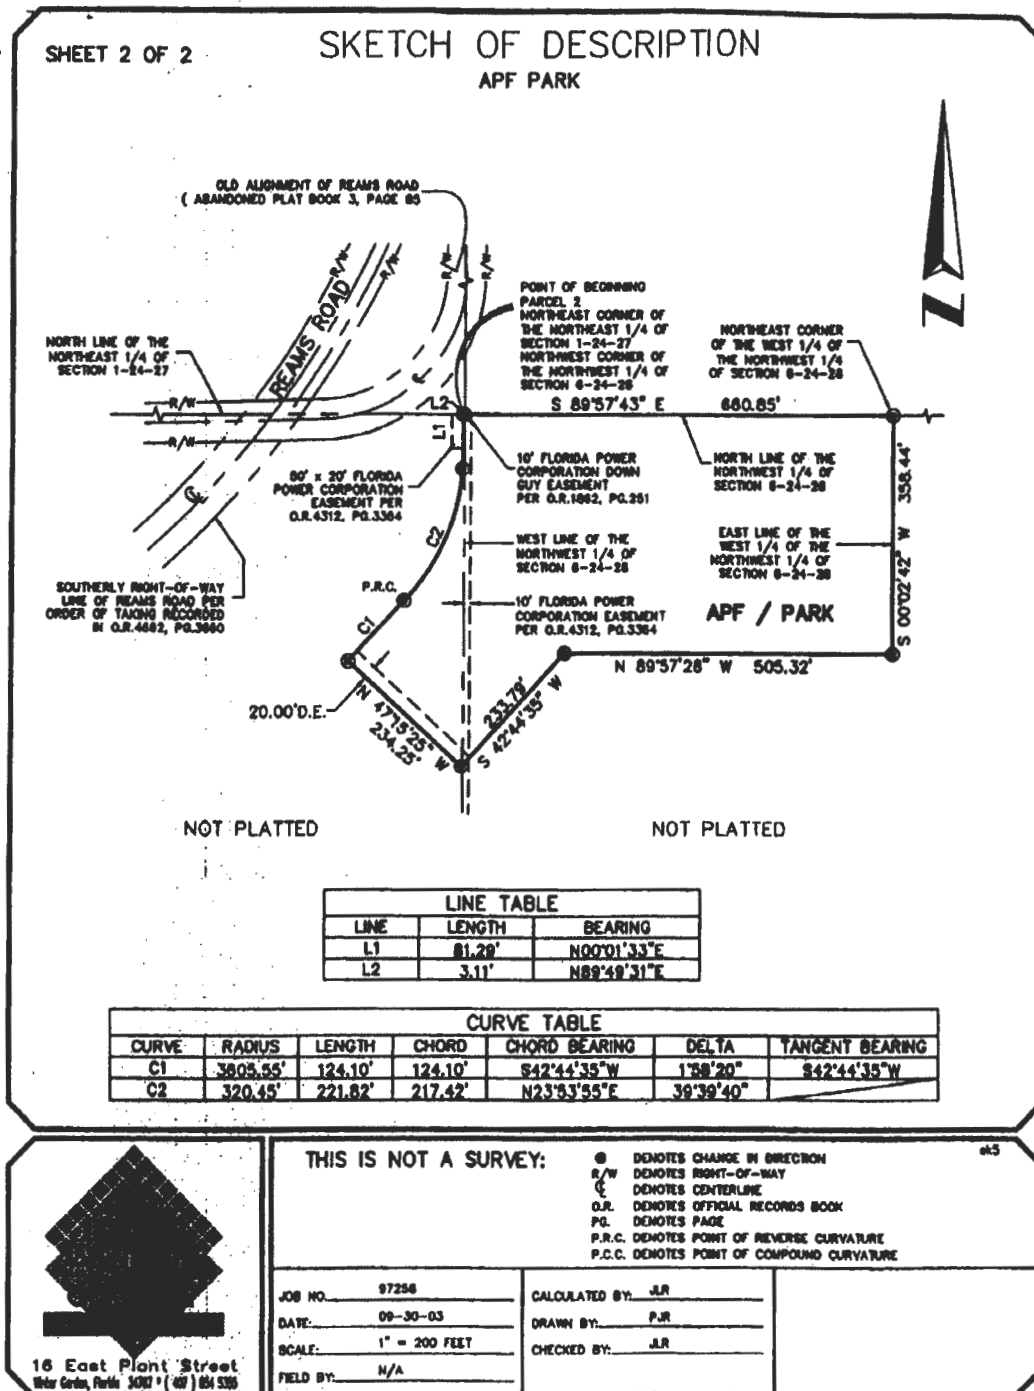 SHEET 2 OF 2
SKETCH OF DESCRIPTION
APF PARK
OLD ALIGNMENT OF REAMS ROAD
( ABANDONED PLAT BOOK 3, PAGE 85
R/W
R/W
R/W
R/W
REAMS ROAD
NORTH LINE OF THE
NORTHEAST 1/4 OF
SECTION 1-24-27
R/W
R/W
POINT OF BEGINNING
PARCEL 2
NORTHEAST CORNER OF
THE NORTHEAST 1/4 OF
SECTION 1-24-27
NORTHWEST CORNER OF
THE NORTHWEST 1/4 OF
SECTION 6-24-28
NORTHEAST CORNER
OF THE WEST 1/4 OF
THE NORTHWEST 1/4
OF SECTION 6-24-28
N
L2
S 89°57'43" E 660.85'
L1
80' x 20' FLORIDA
POWER CORPORATION
EASEMENT PER
O.R.4312, PG.3364
10' FLORIDA POWER
CORPORATION DOWN
GUY EASEMENT
PER O.R.1862, PG.251
NORTH LINE OF THE
NORTHWEST 1/4 OF
SECTION 6-24-28
S 00°02'42" W 358.44'
C2
WEST LINE OF THE
NORTHWEST 1/4 OF
SECTION 6-24-28
EAST LINE OF THE
WEST 1/4 OF THE
NORTHWEST 1/4 OF
SECTION 6-24-28
SOUTHERLY RIGHT-OF-WAY
LINE OF REAMS ROAD PER
ORDER OF TAKING RECORDED
IN O.R.4662, PG.3660
P.R.C.
10' FLORIDA POWER
CORPORATION EASEMENT
PER O.R.4312, PG.3364
APF / PARK
C1
N 89°57'28" W 505.32'
20.00'D.E.
N 47°15'25" W
234.25'
233.79'
S 42°44'35" W
NOT PLATTED
NOT PLATTED
LINE TABLE
LINE LENGTH BEARING
L1 81.29' N00°01'33"E
L2 3.11' N89°49'31"E
CURVE TABLE
CURVE RADIUS LENGTH CHORD CHORD BEARING DELTA TANGENT BEARING
C1 3605.55' 124.10' 124.10' S42°44'35"W 1°58'20" S42°44'35"W
C2 320.45' 221.82' 217.42' N23°53'55"E 39°39'40"
THIS IS NOT A SURVEY:
DENOTES CHANGE IN DIRECTION
R/W DENOTES RIGHT-OF-WAY
DENOTES CENTERLINE
O.R. DENOTES OFFICIAL RECORDS BOOK
PG. DENOTES PAGE
P.R.C. DENOTES POINT OF REVERSE CURVATURE
P.C.C. DENOTES POINT OF COMPOUND CURVATURE
JOB NO. 97256
DATE: 09-30-03
SCALE: 1" = 200 FEET
FIELD BY: N/A
CALCULATED BY: JLR
DRAWN BY: PJR
CHECKED BY: JLR
16 East Plant Street
Winter Garden, Florida